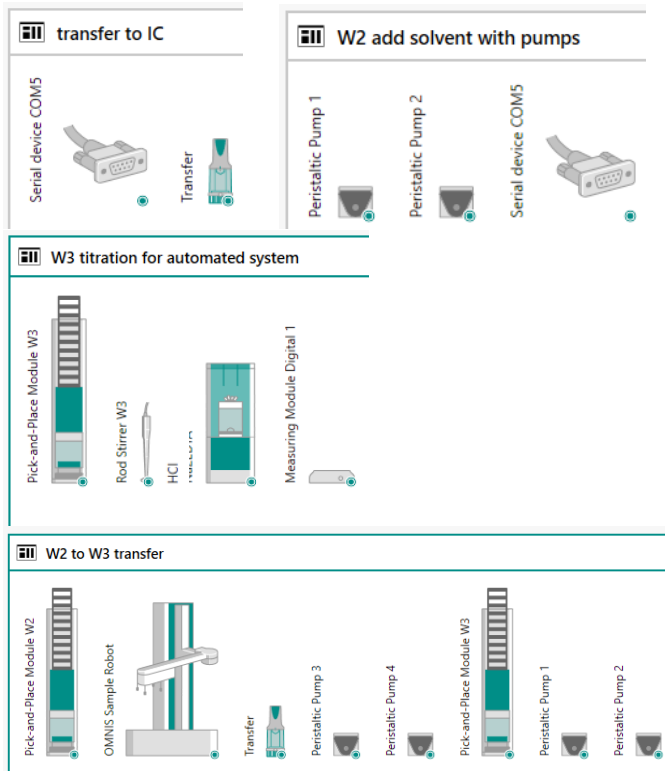 transfer to IC
Serial device COM5
Transfer
W2 add solvent with pumps
Peristaltic Pump 1
Peristaltic Pump 2
Serial device COM5
W3 titration for automated system
Pick-and-Place Module W3
Rod Stirrer W3
HCl
Measuring Module Digital 1
W2 to W3 transfer
Pick-and-Place Module W2
OMNIS Sample Robot
Transfer
Peristaltic Pump 3
Peristaltic Pump 4
Pick-and-Place Module W3
Peristaltic Pump 1
Peristaltic Pump 2